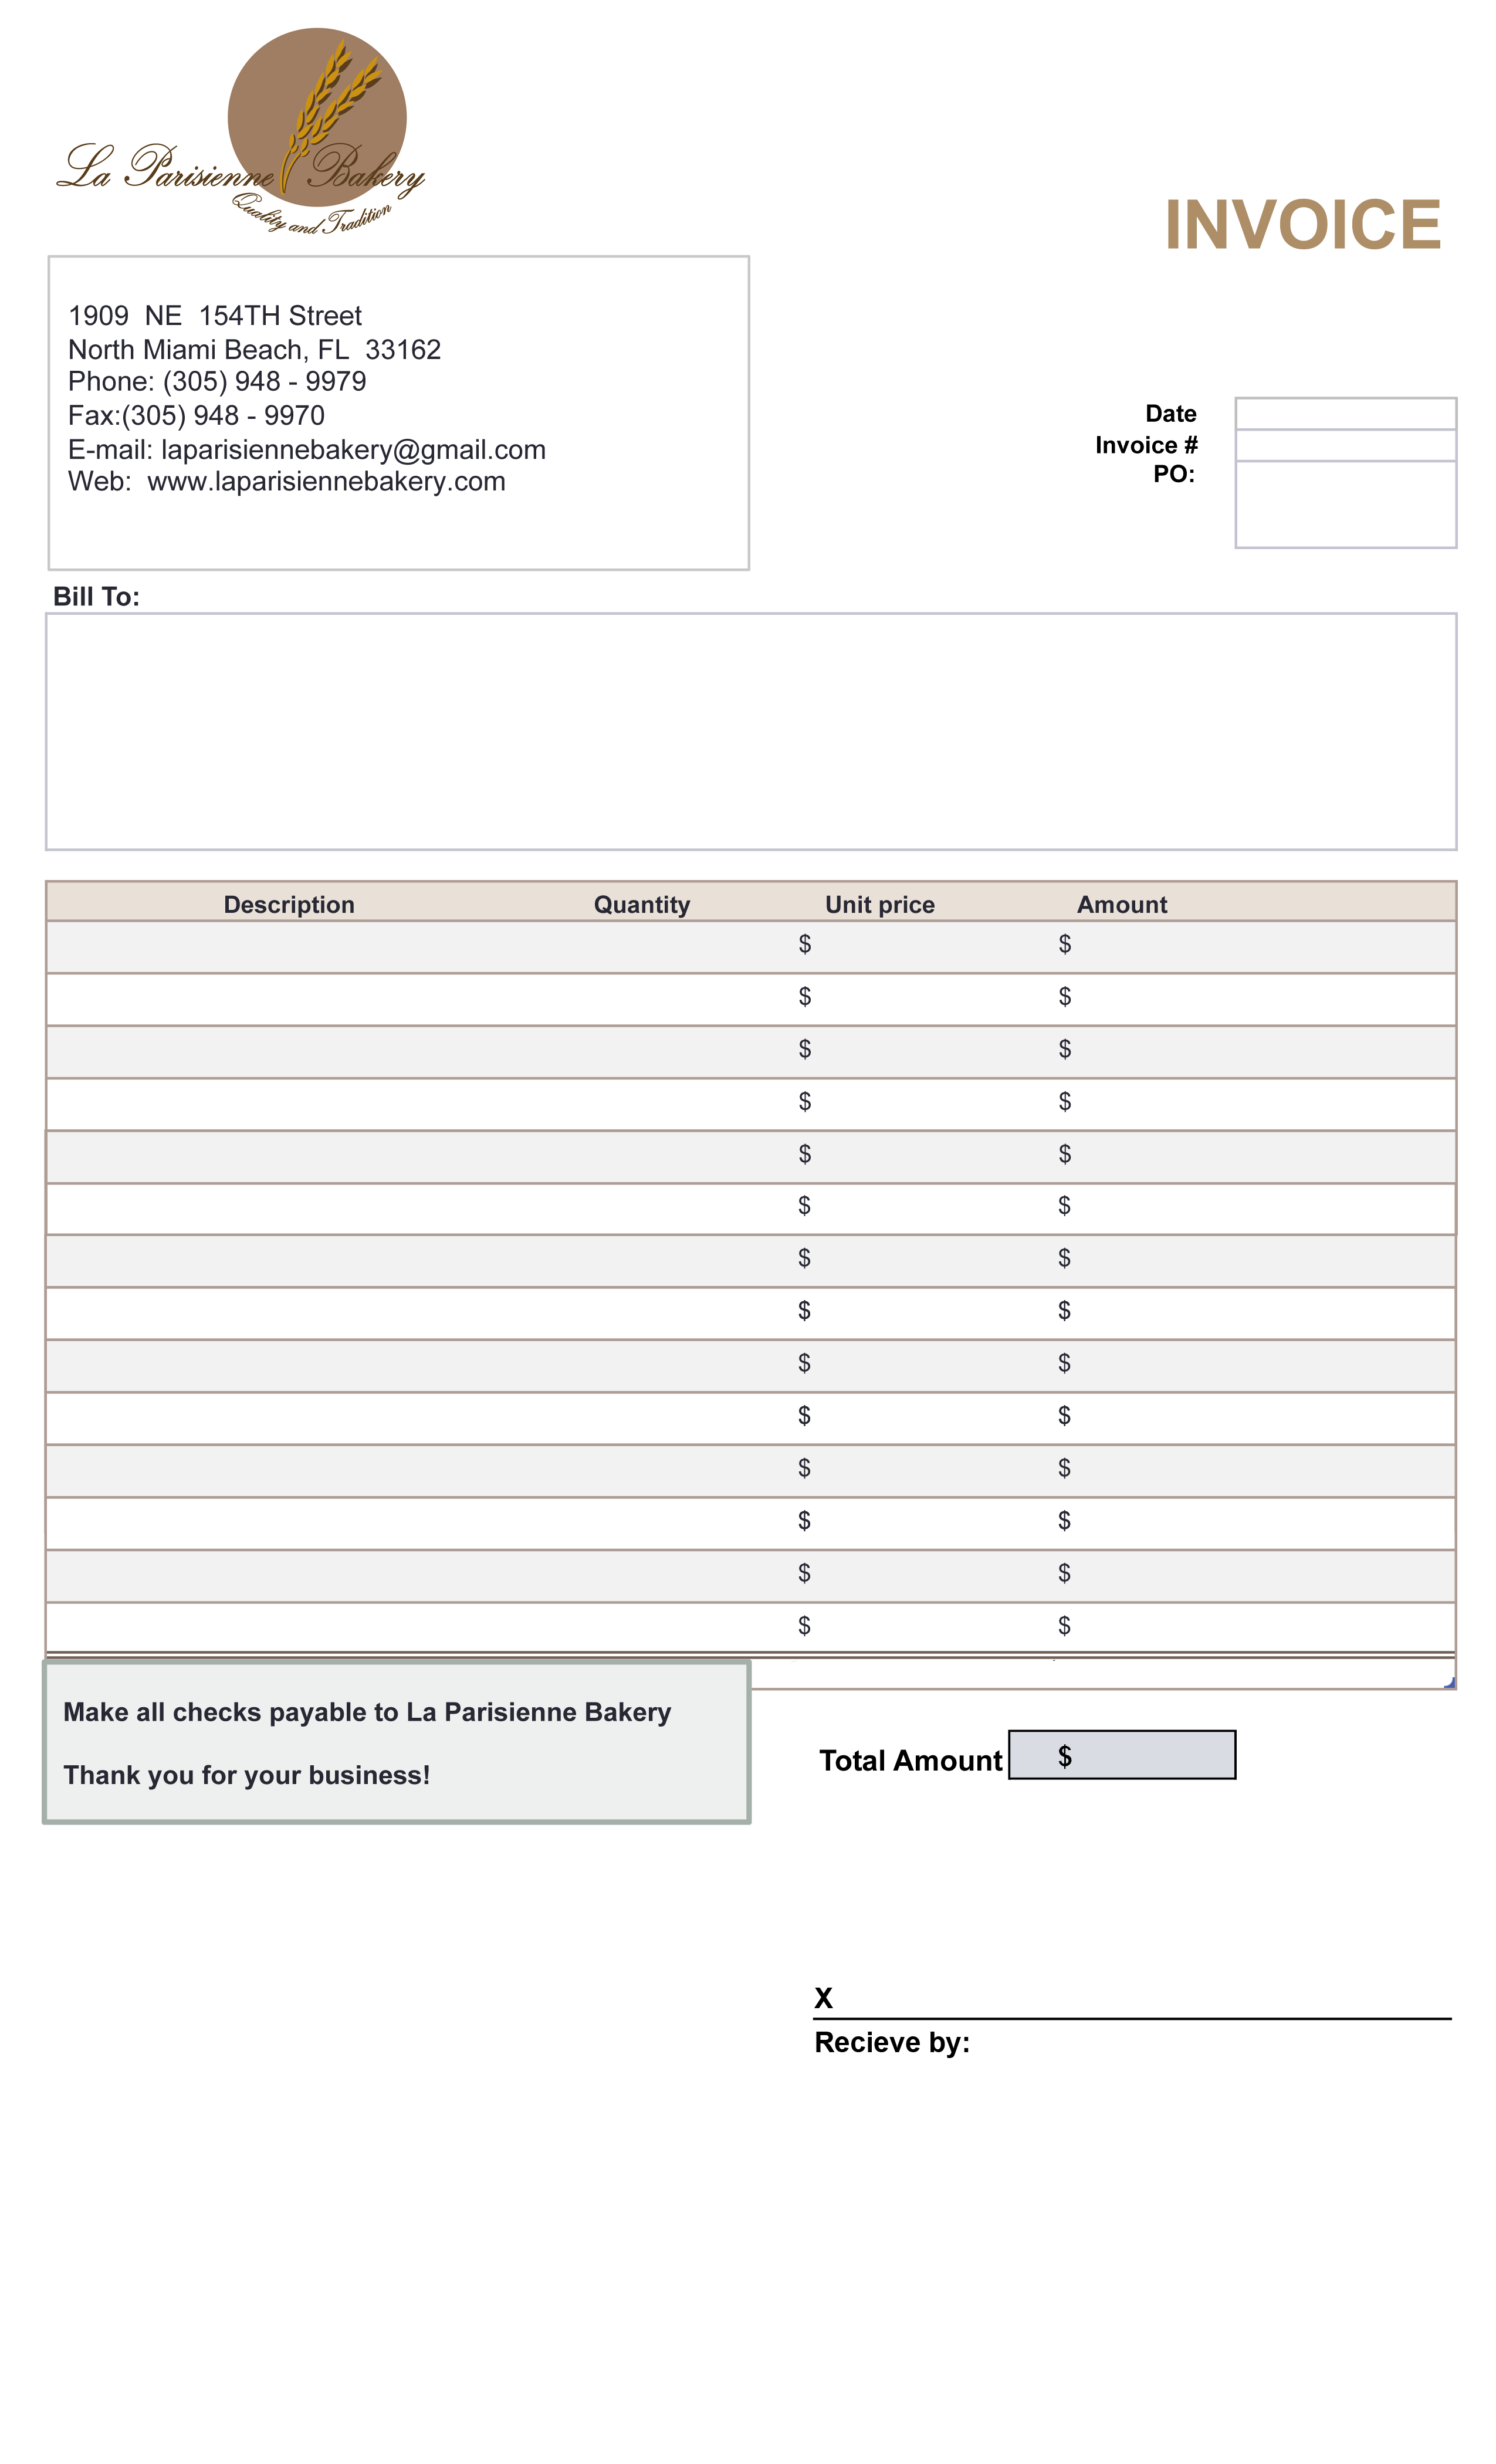 La Parisienne Bakery
Quality and Tradition
INVOICE
1909 NE 154TH Street
North Miami Beach, FL 33162
Phone: (305) 948 - 9979
Fax:(305) 948 - 9970
E-mail: laparisiennebakery@gmail.com
Web: www.laparisiennebakery.com
Date
Invoice #
PO:
Bill To:
Description Quantity Unit price Amount
$ $
$ $
$ $
$ $
$ $
$ $
$ $
$ $
$ $
$ $
$ $
$ $
$ $
$ $
Make all checks payable to La Parisienne Bakery
Thank you for your business!
Total Amount $
X
Recieve by: